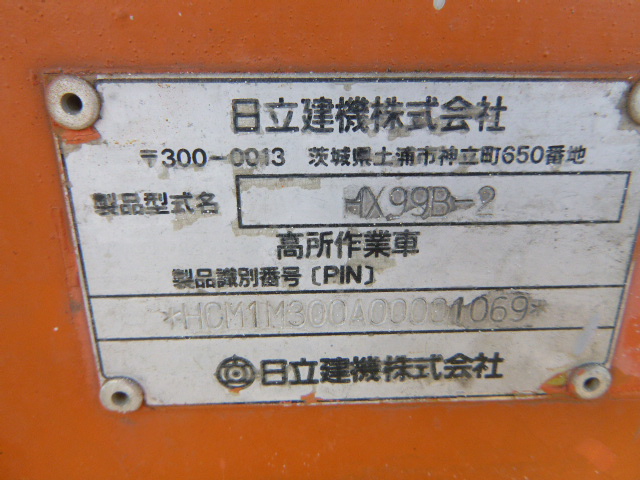 日立建機株式会社
〒300-0013 茨城県土浦市神立町650番地
製品型式名 HX99B-2
高所作業車
製品識別番号〔PIN〕
*HCM1M300A00001069*
日立建機株式会社